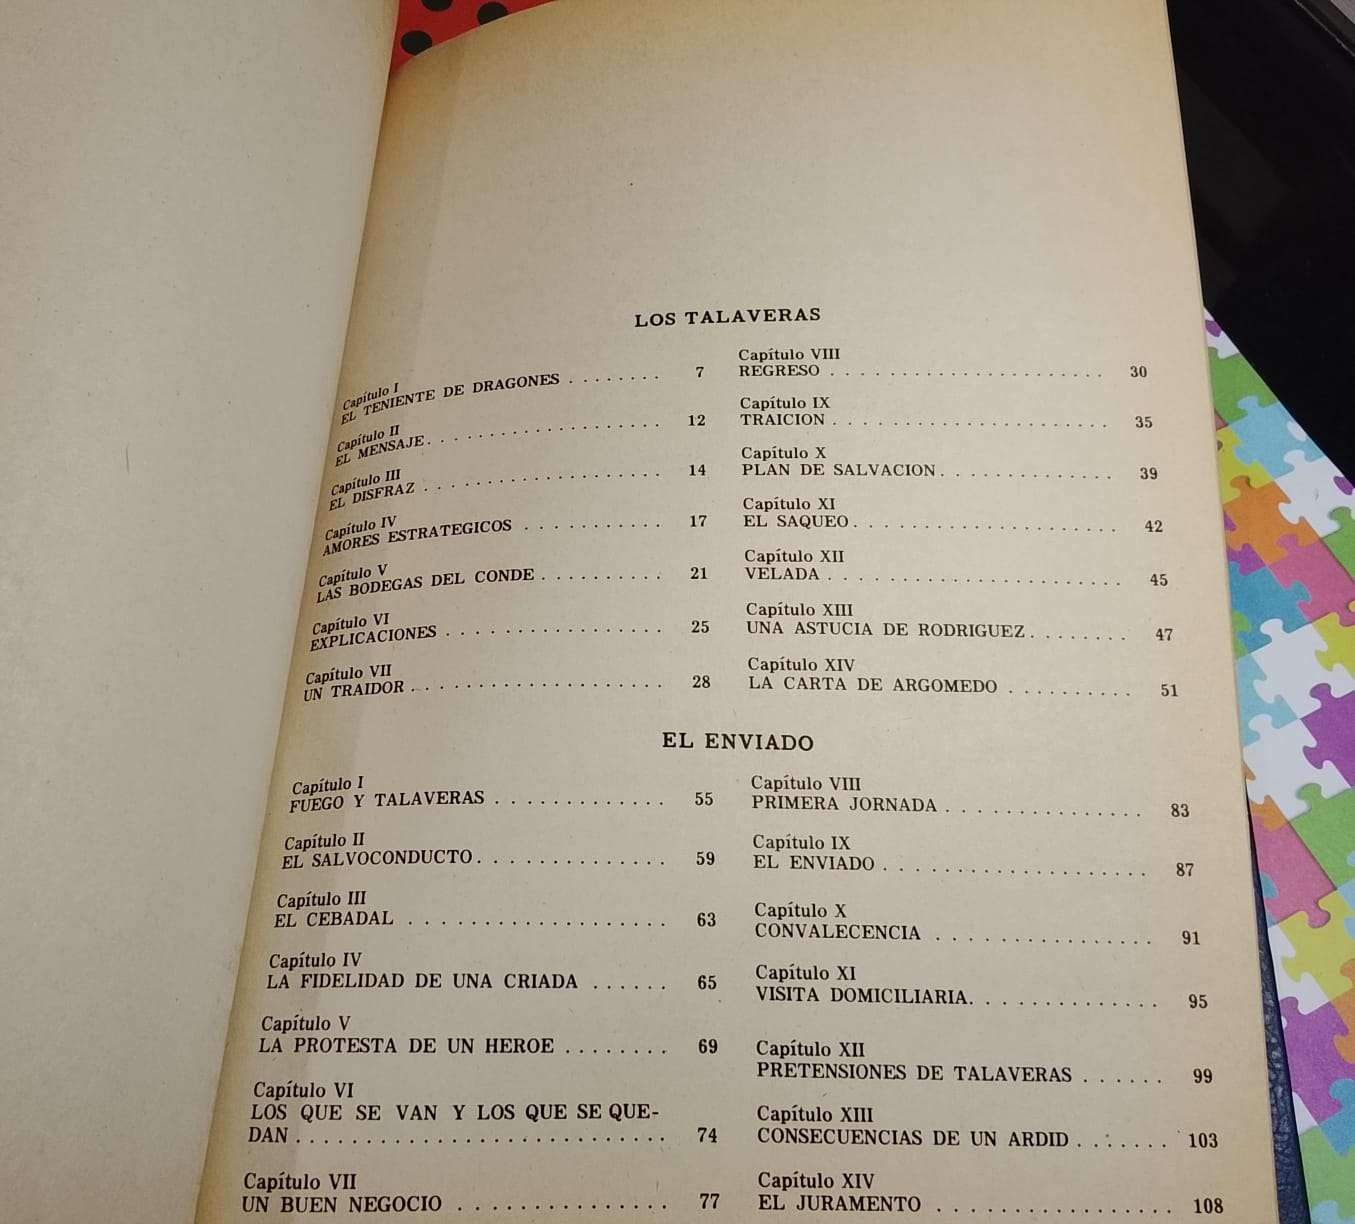 LOS TALAVERAS
Capítulo I
EL TENIENTE DE DRAGONES . . . . . . . . 7
Capítulo II
EL MENSAJE. . . . . . . . . . . . . . . . . . . 12
Capítulo III
EL DISFRAZ . . . . . . . . . . . . . . . . . . 14
Capítulo IV
AMORES ESTRATEGICOS . . . . . . . . . . . 17
Capítulo V
LAS BODEGAS DEL CONDE . . . . . . . . . . 21
Capítulo VI
EXPLICACIONES . . . . . . . . . . . . . . . . 25
Capítulo VII
UN TRAIDOR . . . . . . . . . . . . . . . . . . . 28
Capítulo VIII
REGRESO . . . . . . . . . . . . . . . . . . . . . . 30
Capítulo IX
TRAICION . . . . . . . . . . . . . . . . . . . . . 35
Capítulo X
PLAN DE SALVACION. . . . . . . . . . . . . 39
Capítulo XI
EL SAQUEO . . . . . . . . . . . . . . . . . . . . 42
Capítulo XII
VELADA . . . . . . . . . . . . . . . . . . . . . . 45
Capítulo XIII
UNA ASTUCIA DE RODRIGUEZ . . . . . . . . 47
Capítulo XIV
LA CARTA DE ARGOMEDO . . . . . . . . . . 51
EL ENVIADO
Capítulo I
FUEGO Y TALAVERAS . . . . . . . . . . . . . 55
Capítulo II
EL SALVOCONDUCTO . . . . . . . . . . . . . 59
Capítulo III
EL CEBADAL . . . . . . . . . . . . . . . . . . 63
Capítulo IV
LA FIDELIDAD DE UNA CRIADA . . . . . . 65
Capítulo V
LA PROTESTA DE UN HEROE . . . . . . . . 69
Capítulo VI
LOS QUE SE VAN Y LOS QUE SE QUE-
DAN . . . . . . . . . . . . . . . . . . . . . . . . . . . 74
Capítulo VII
UN BUEN NEGOCIO . . . . . . . . . . . . . . . 77
Capítulo VIII
PRIMERA JORNADA . . . . . . . . . . . . . . . 83
Capítulo IX
EL ENVIADO . . . . . . . . . . . . . . . . . . . 87
Capítulo X
CONVALECENCIA . . . . . . . . . . . . . . . 91
Capítulo XI
VISITA DOMICILIARIA. . . . . . . . . . . . . 95
Capítulo XII
PRETENSIONES DE TALAVERAS . . . . . . 99
Capítulo XIII
CONSECUENCIAS DE UN ARDID . . . . . . . 103
Capítulo XIV
EL JURAMENTO . . . . . . . . . . . . . . . . 108